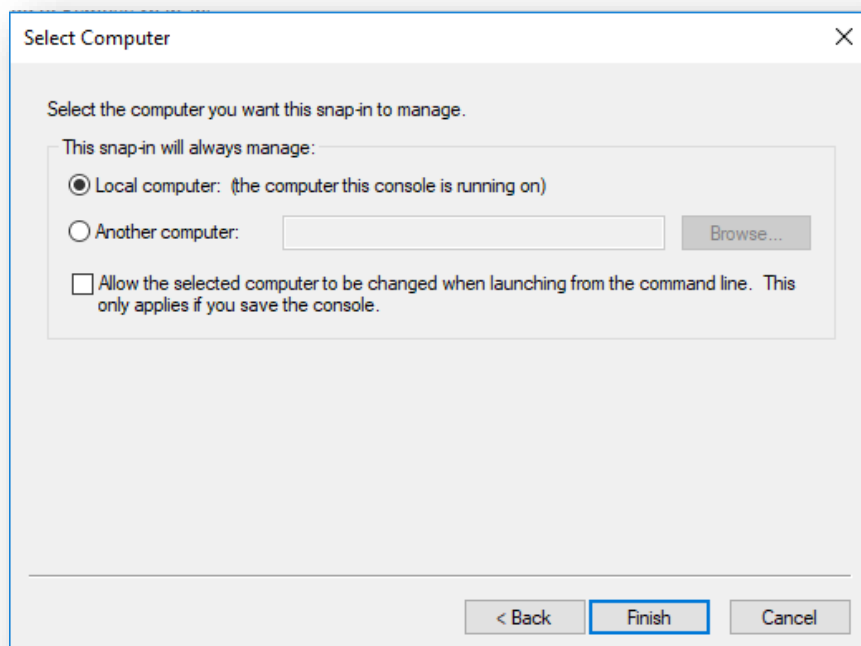 Select Computer
Select the computer you want this snap-in to manage.
This snap-in will always manage:
Local computer:  (the computer this console is running on)
Another computer:
Browse...
Allow the selected computer to be changed when launching from the command line.  This
only applies if you save the console.
< Back
Finish
Cancel